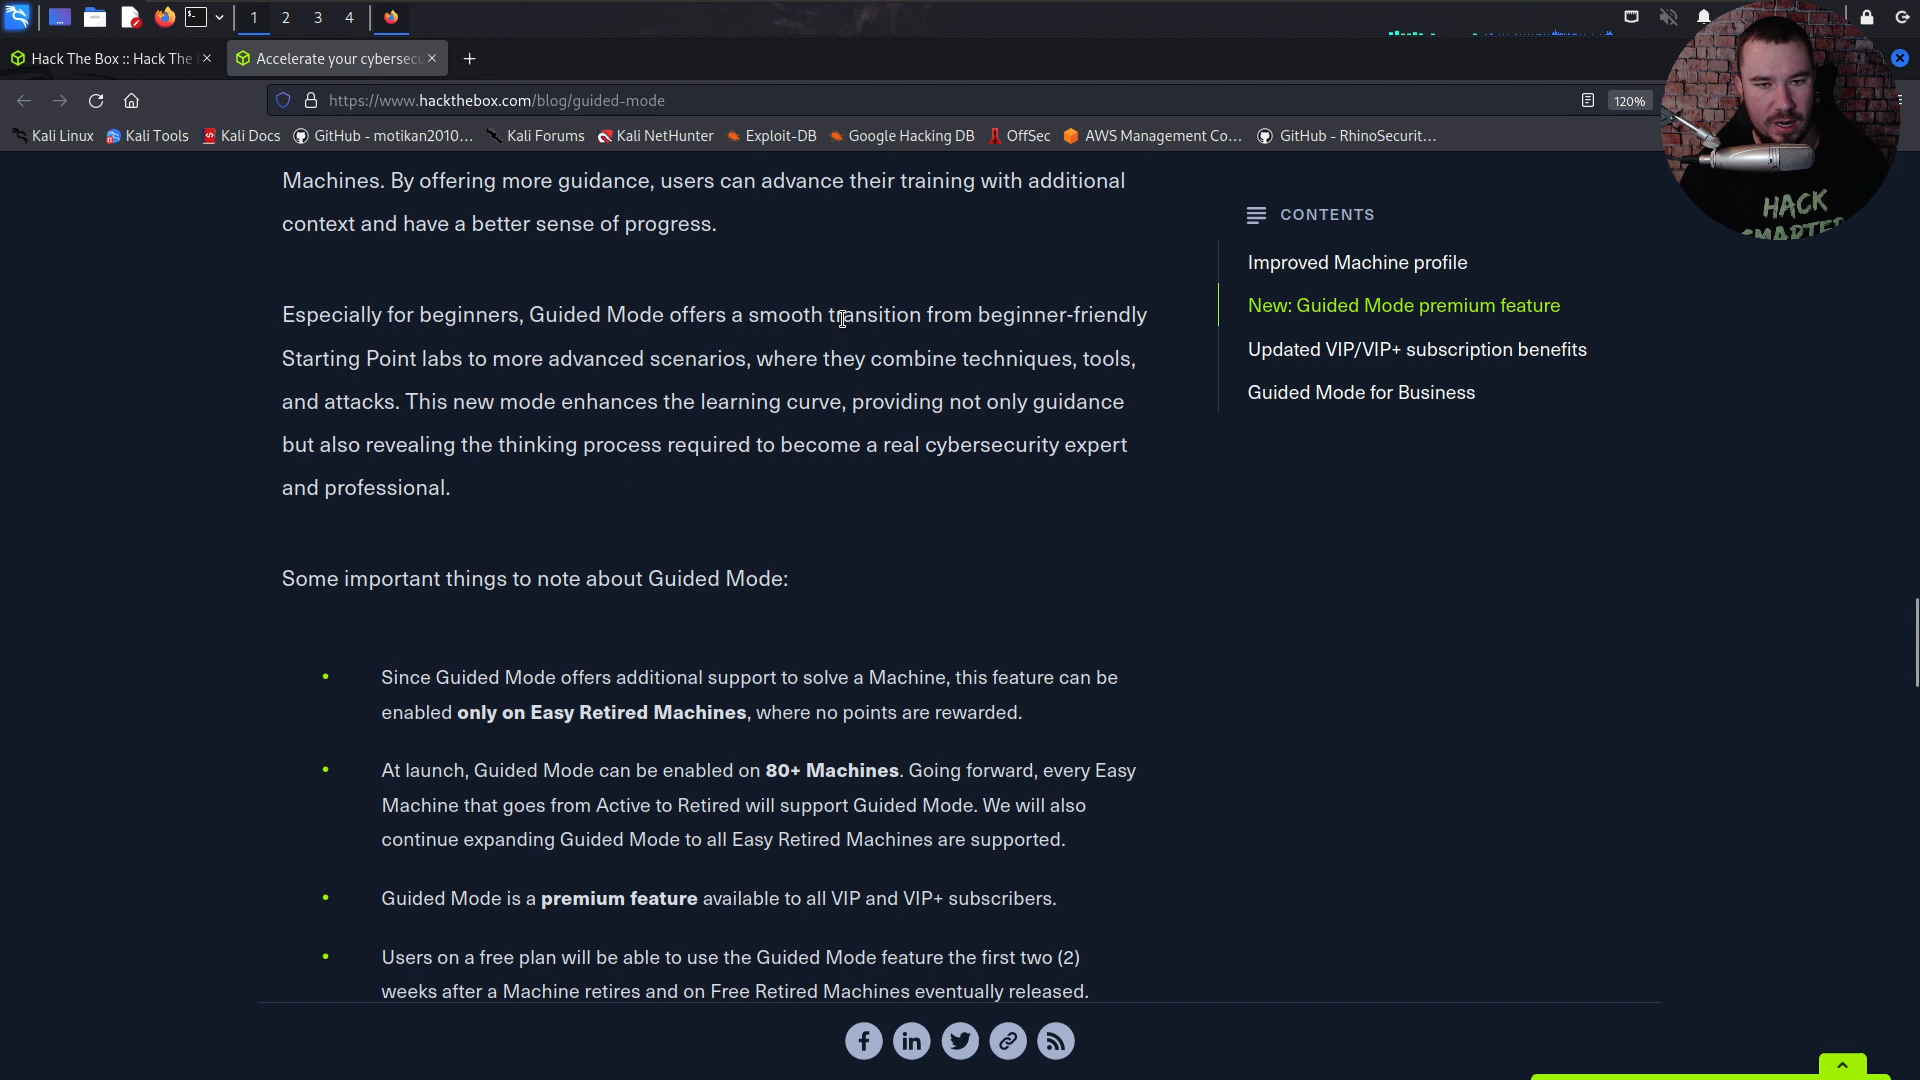 1 2 3 4
Hack The Box :: Hack The
Accelerate your cybersecu
https://www.hackthebox.com/blog/guided-mode
120%
Kali Linux Kali Tools Kali Docs GitHub - motikan2010... Kali Forums Kali NetHunter Exploit-DB Google Hacking DB OffSec AWS Management Co... GitHub - RhinoSecurit...
HACK
SMARTER
Machines. By offering more guidance, users can advance their training with additional
context and have a better sense of progress.
Especially for beginners, Guided Mode offers a smooth transition from beginner-friendly
Starting Point labs to more advanced scenarios, where they combine techniques, tools,
and attacks. This new mode enhances the learning curve, providing not only guidance
but also revealing the thinking process required to become a real cybersecurity expert
and professional.
Some important things to note about Guided Mode:
• Since Guided Mode offers additional support to solve a Machine, this feature can be
enabled only on Easy Retired Machines, where no points are rewarded.
• At launch, Guided Mode can be enabled on 80+ Machines. Going forward, every Easy
Machine that goes from Active to Retired will support Guided Mode. We will also
continue expanding Guided Mode to all Easy Retired Machines are supported.
• Guided Mode is a premium feature available to all VIP and VIP+ subscribers.
• Users on a free plan will be able to use the Guided Mode feature the first two (2)
weeks after a Machine retires and on Free Retired Machines eventually released.
CONTENTS
Improved Machine profile
New: Guided Mode premium feature
Updated VIP/VIP+ subscription benefits
Guided Mode for Business